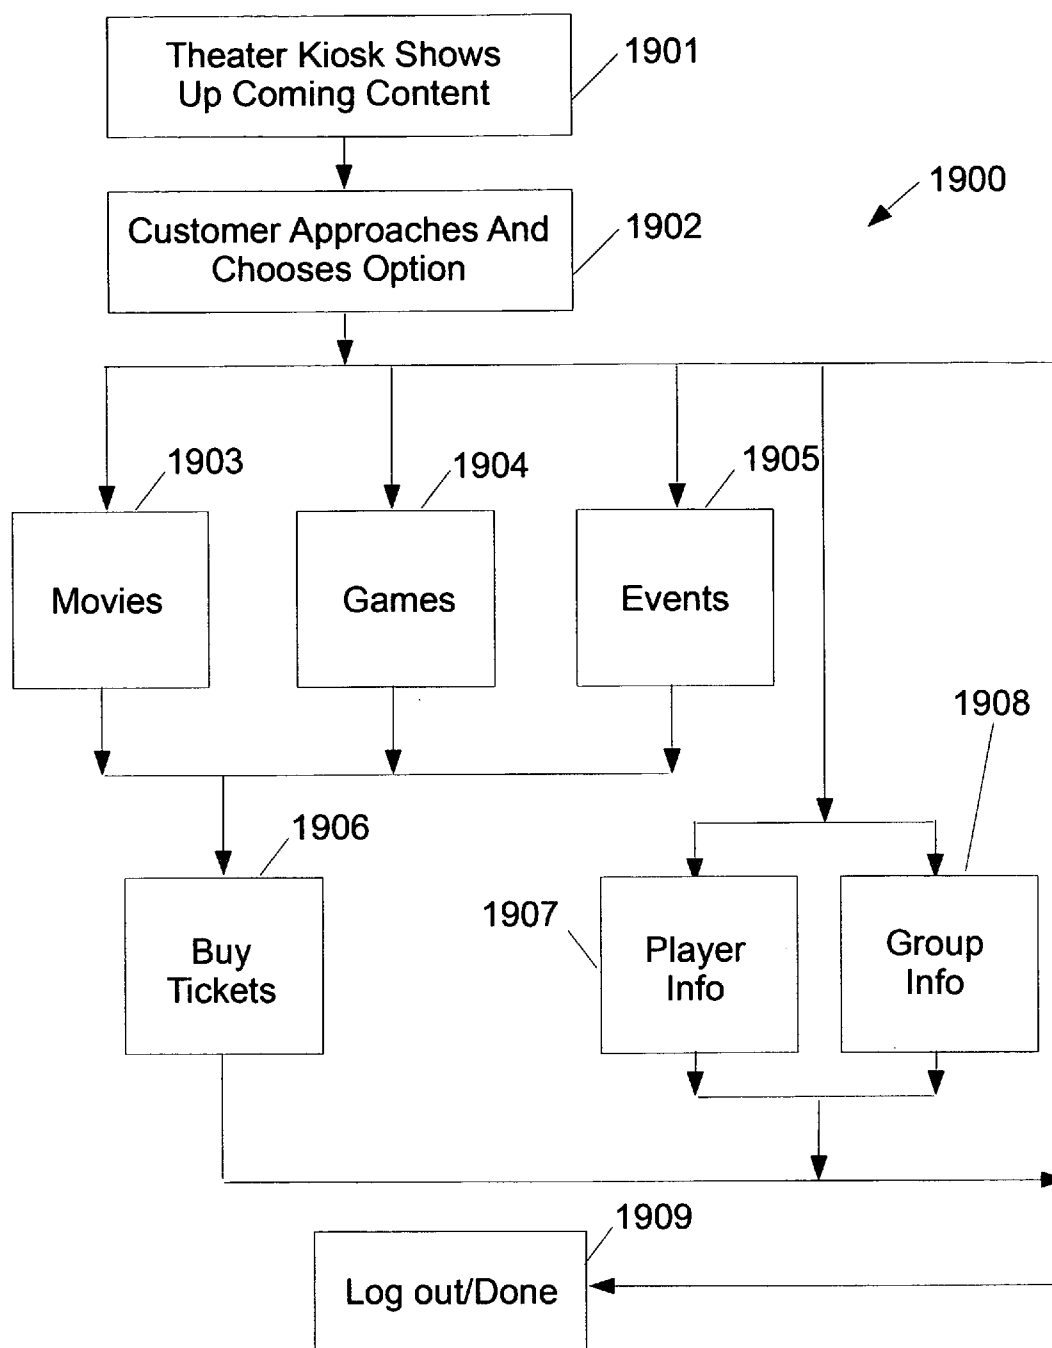 Theater Kiosk Shows
Up Coming Content
1901
Customer Approaches And
Chooses Option
1902
1900
1903
1904
1905
Movies
Games
Events
1908
1906
1907
Buy
Tickets
Player
Info
Group
Info
1909
Log out/Done